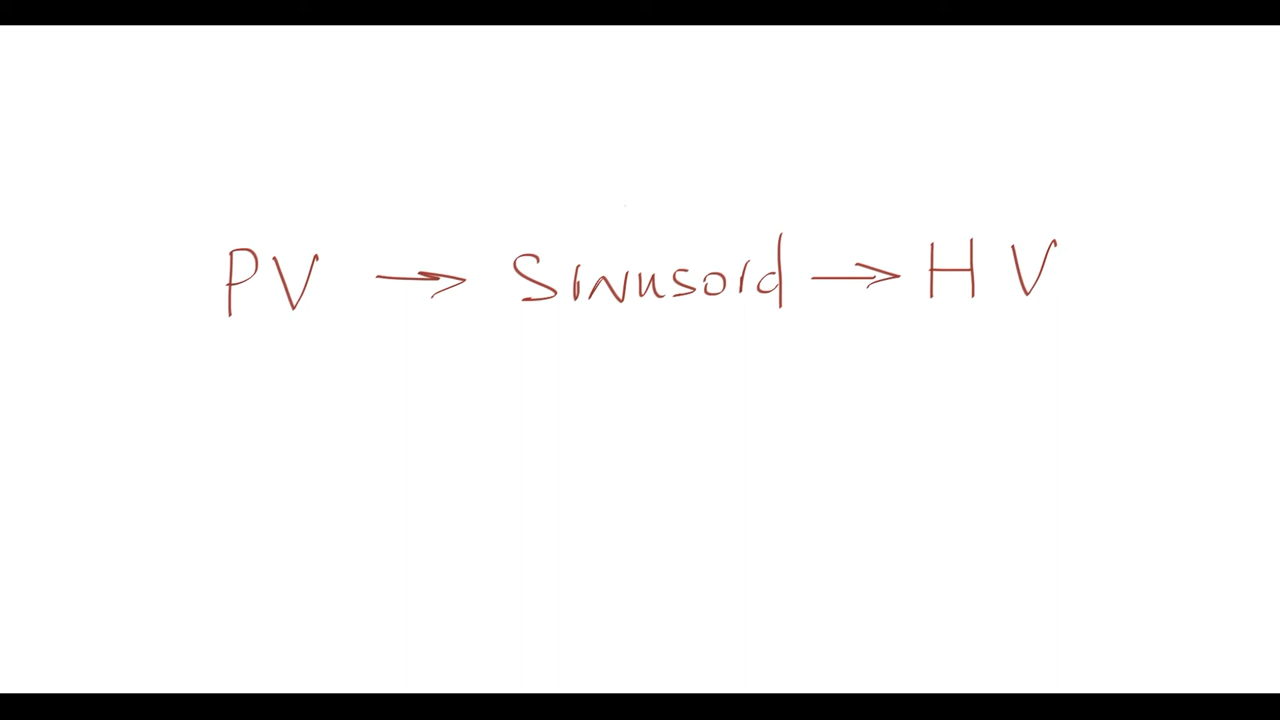 PV → Sinusoid → HV